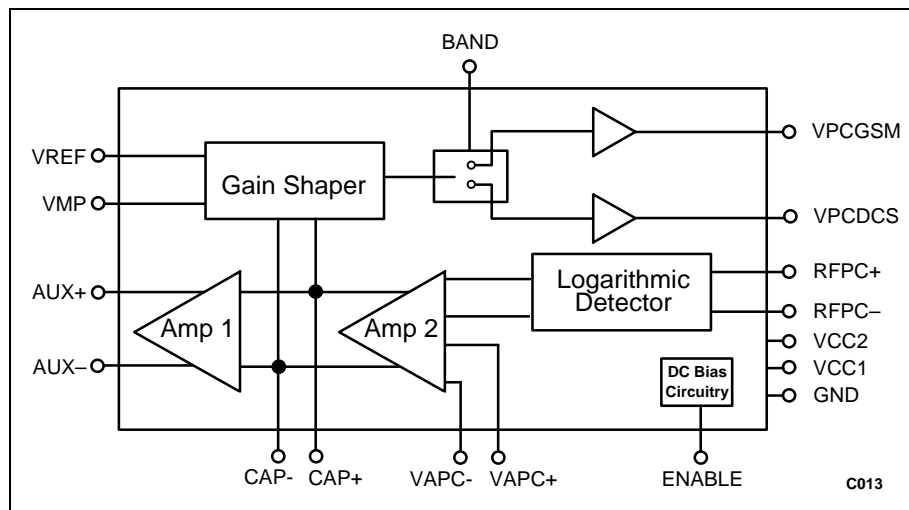 BAND
VPCGSM
VREF
Gain Shaper
VMP
VPCDCS
Logarithmic
Detector
RFPC+
AUX+
RFPC–
Amp 1
Amp 2
VCC2
AUX–
DC Bias
Circuitry
VCC1
GND
CAP-
CAP+
VAPC-
VAPC+
ENABLE
C013